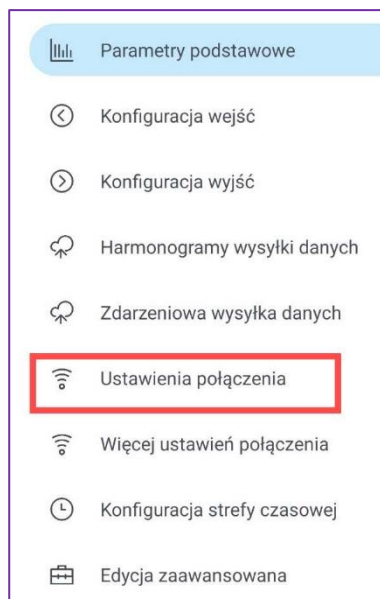 Parametry podstawowe
Konfiguracja wejść
Konfiguracja wyjść
Harmonogramy wysyłki danych
Zdarzeniowa wysyłka danych
Ustawienia połączenia
Więcej ustawień połączenia
Konfiguracja strefy czasowej
Edycja zaawansowana